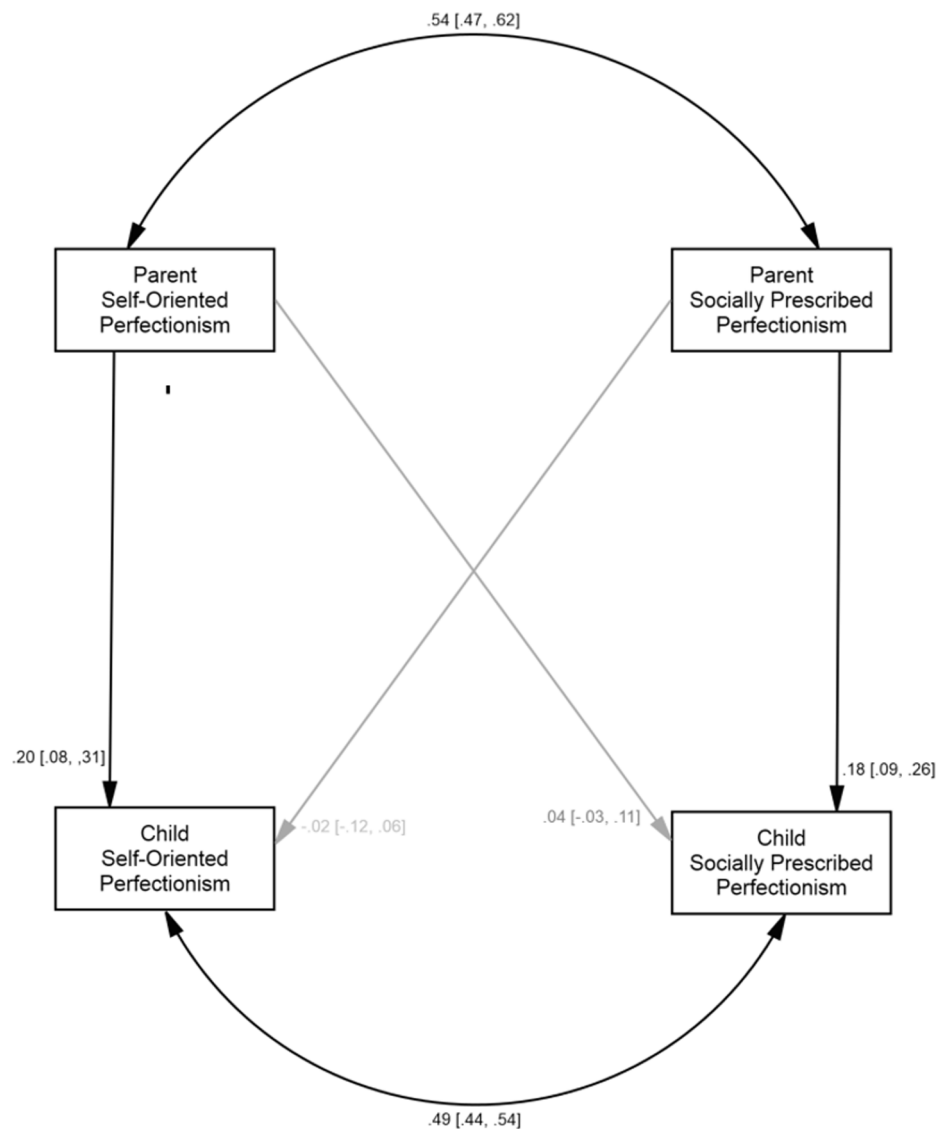 .54 [.47, .62]
Parent
Self-Oriented
Perfectionism
Parent
Socially Prescribed
Perfectionism
.20 [.08, ,31]
.18 [.09, .26]
-.02 [-.12, .06]
.04 [-.03, .11]
Child
Self-Oriented
Perfectionism
Child
Socially Prescribed
Perfectionism
.49 [.44, .54]